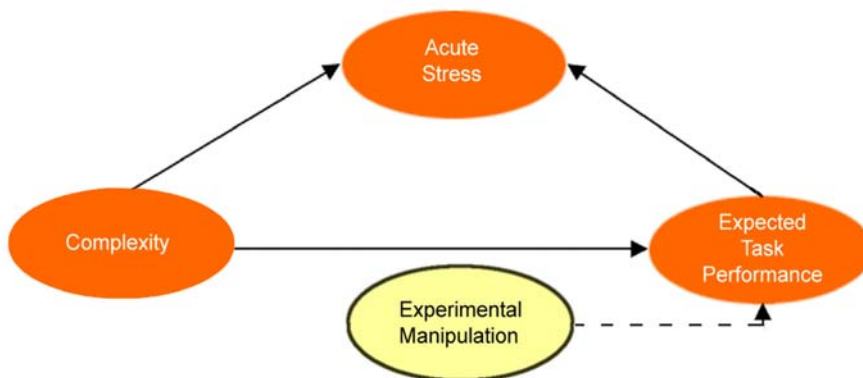 Acute
Stress
Complexity
Expected
Task
Performance
Experimental
Manipulation